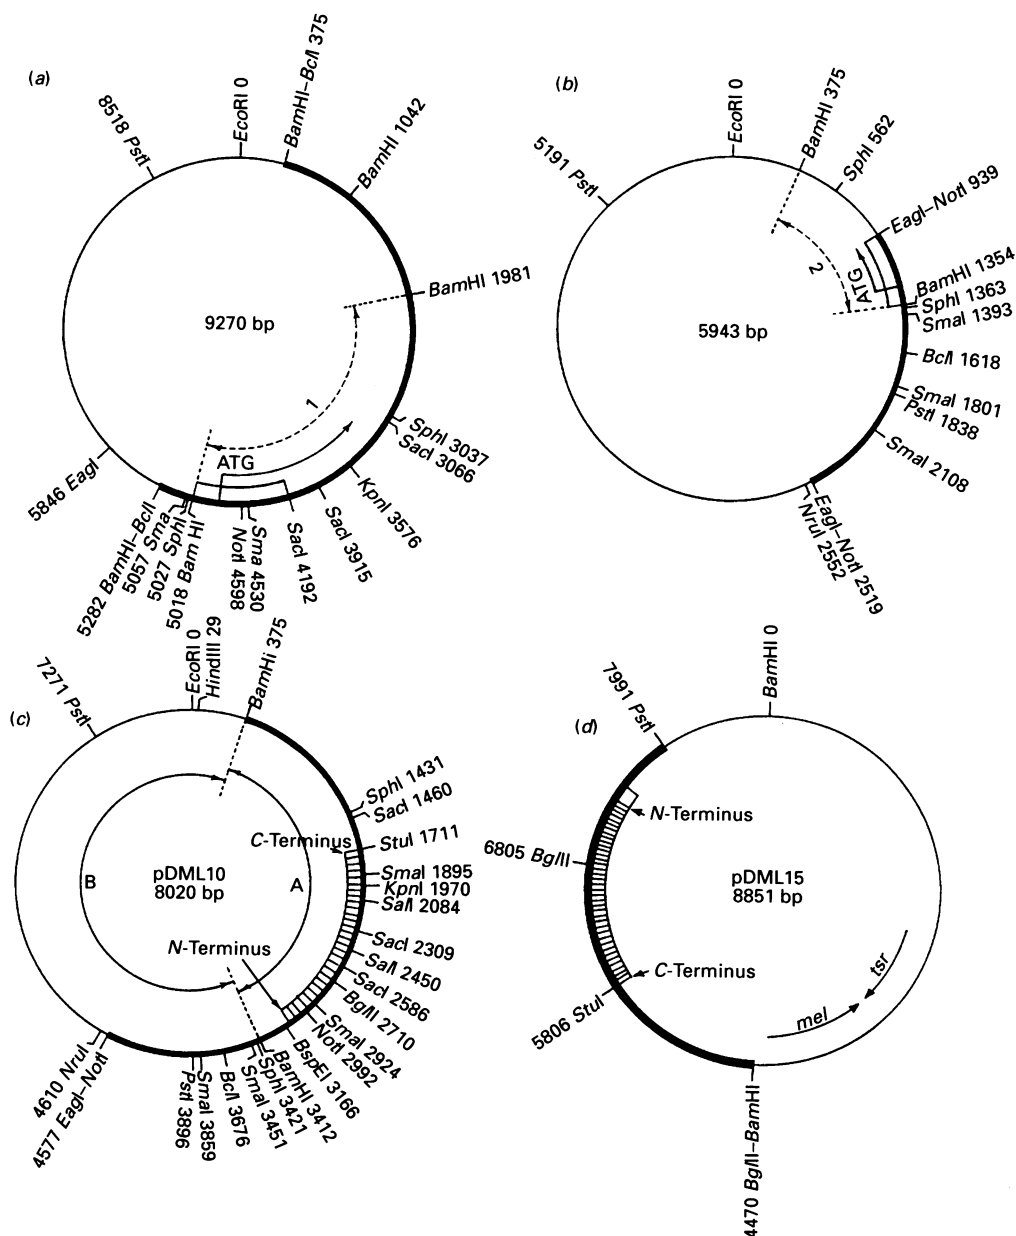 (a)
8518 PstI
EcoRI 0
BamHI–BclI 375
BamHI 1042
BamHI 1981
9270 bp
1
ATG
SphI 3037
SacI 3066
KpnI 3576
SacI 3915
SacI 4192
Sma 4530
NotI 4598
5018 Bam HI
5027 SphI
5057 Sma
5282 BamHI–BclI
5846 EagI
(b)
5191 PstI
EcoRI 0
BamHI 375
SphI 562
EagI–NotI 939
2
ATG
BamHI 1354
SphI 1363
SmaI 1393
5943 bp
BclI 1618
SmaI 1801
PstI 1838
SmaI 2108
EagI–NotI 2519
NruI 2552
(c)
7271 PstI
EcoRI 0
HindIII 29
BamHi 375
SphI 1431
SacI 1460
C-Terminus
StuI 1711
pDML10
8020 bp
B
A
SmaI 1895
KpnI 1970
SalI 2084
N-Terminus
SacI 2309
SalI 2450
SacI 2586
BglII 2710
SmaI 2924
NotI 2992
BspEI 3166
BamHI 3412
SphI 3421
SmaI 3451
BclI 3676
SmaI 3859
PstI 3896
4577 EagI–NotI
4610 NruI
(d)
7991 PstI
BamHI 0
N-Terminus
6805 BglII
pDML15
8851 bp
C-Terminus
5806 StuI
tsr
mel
4470 BglII–BamHI